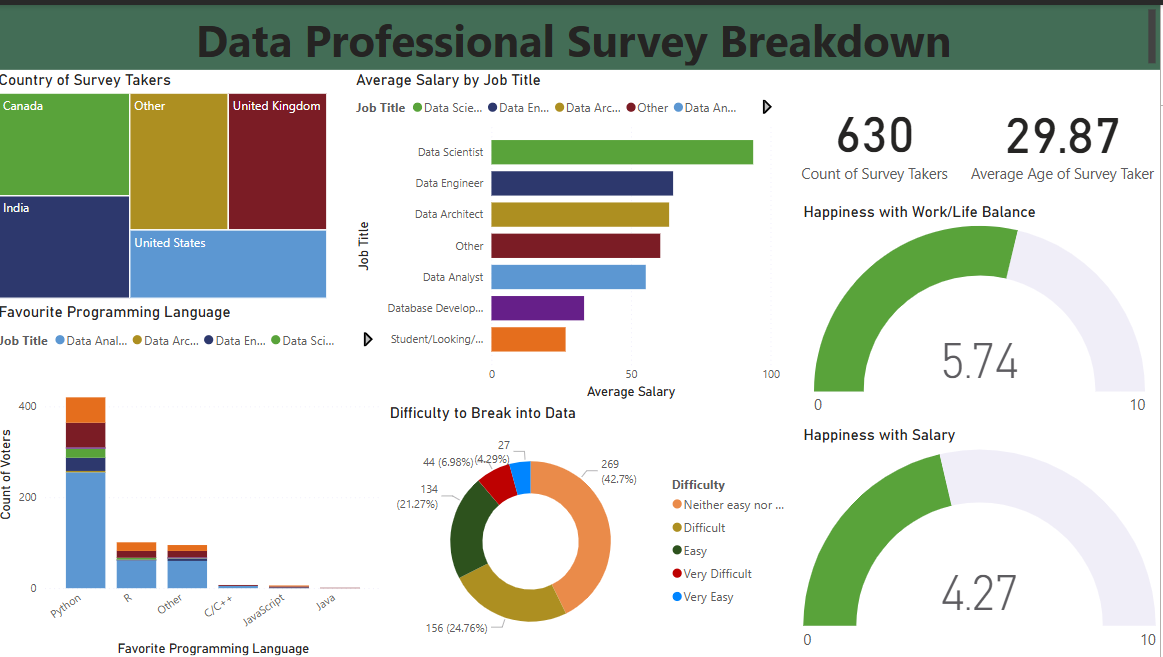 Data Professional Survey Breakdown
Country of Survey Takers
Canada
Other
United Kingdom
India
United States
Average Salary by Job Title
Job Title Data Scie... Data En... Data Arc... Other Data An...
Job Title
Data Scientist
Data Engineer
Data Architect
Other
Data Analyst
Database Develop...
Student/Looking/...
0 50 100
Average Salary
630
Count of Survey Takers
29.87
Average Age of Survey Taker
Happiness with Work/Life Balance
5.74
0 10
Favourite Programming Language
Job Title Data Anal... Data Arc... Data En... Data Sci...
Count of Voters
400
200
0
Python
R
Other
C/C++
JavaScript
Java
Favorite Programming Language
Difficulty to Break into Data
27
(4.29%)
44 (6.98%)
134
(21.27%)
269
(42.7%)
156 (24.76%)
Difficulty
Neither easy nor ...
Difficult
Easy
Very Difficult
Very Easy
Happiness with Salary
4.27
0 10